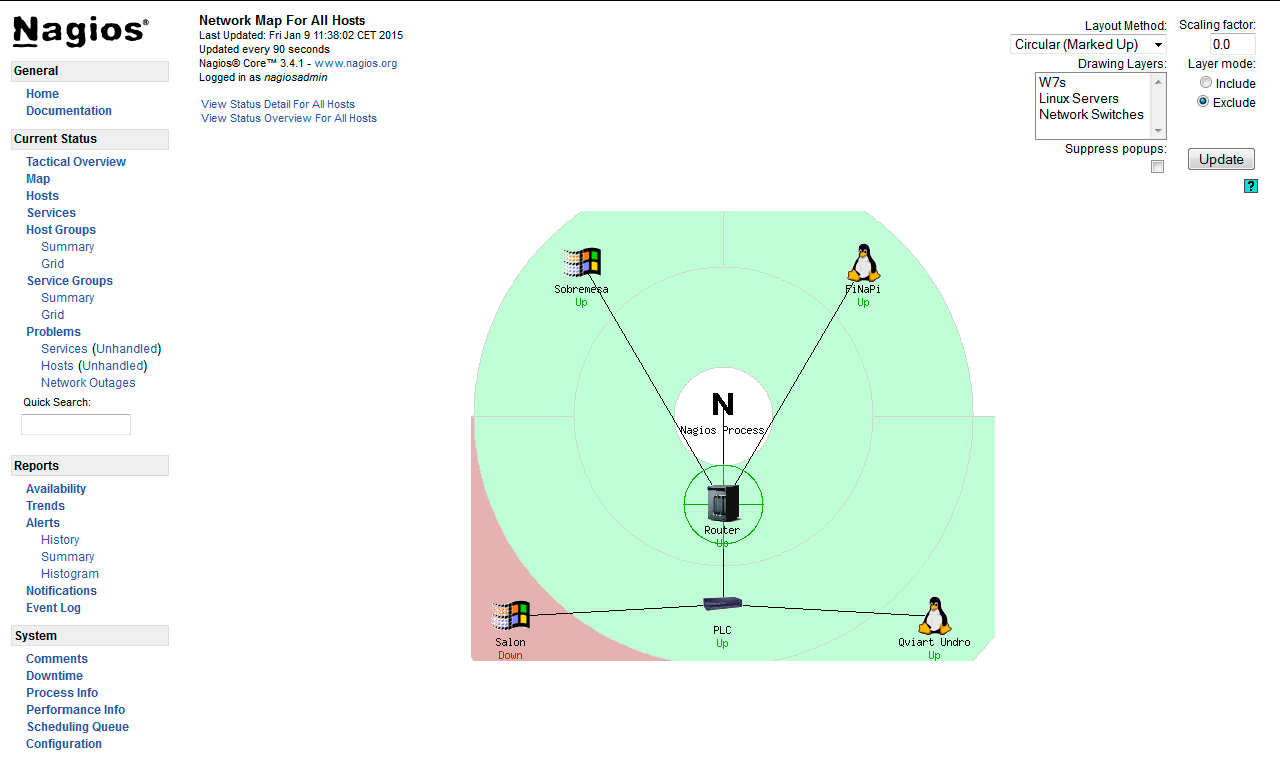 Nagios®
General
Home
Documentation
Current Status
Tactical Overview
Map
Hosts
Services
Host Groups
Summary
Grid
Service Groups
Summary
Grid
Problems
Services (Unhandled)
Hosts (Unhandled)
Network Outages
Quick Search:
Reports
Availability
Trends
Alerts
History
Summary
Histogram
Notifications
Event Log
System
Comments
Downtime
Process Info
Performance Info
Scheduling Queue
Configuration
Network Map For All Hosts
Last Updated: Fri Jan 9 11:38:02 CET 2015
Updated every 90 seconds
Nagios® Core™ 3.4.1 - www.nagios.org
Logged in as nagiosadmin
View Status Detail For All Hosts
View Status Overview For All Hosts
Layout Method:
Circular (Marked Up)
Drawing Layers:
W7s
Linux Servers
Network Switches
Suppress popups:
Scaling factor:
0.0
Layer mode:
Include
Exclude
Update
?
Sobremesa
Up
FiNaPi
Up
N
Nagios Process
Router
Up
Salon
Down
PLC
Up
Qviart Undro
Up